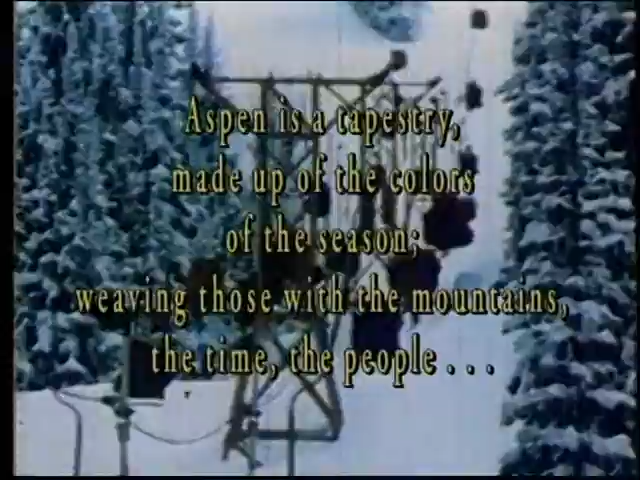 Aspen is a tapestry,
made up of the colors
of the season;
weaving those with the mountains,
the time, the people . . .